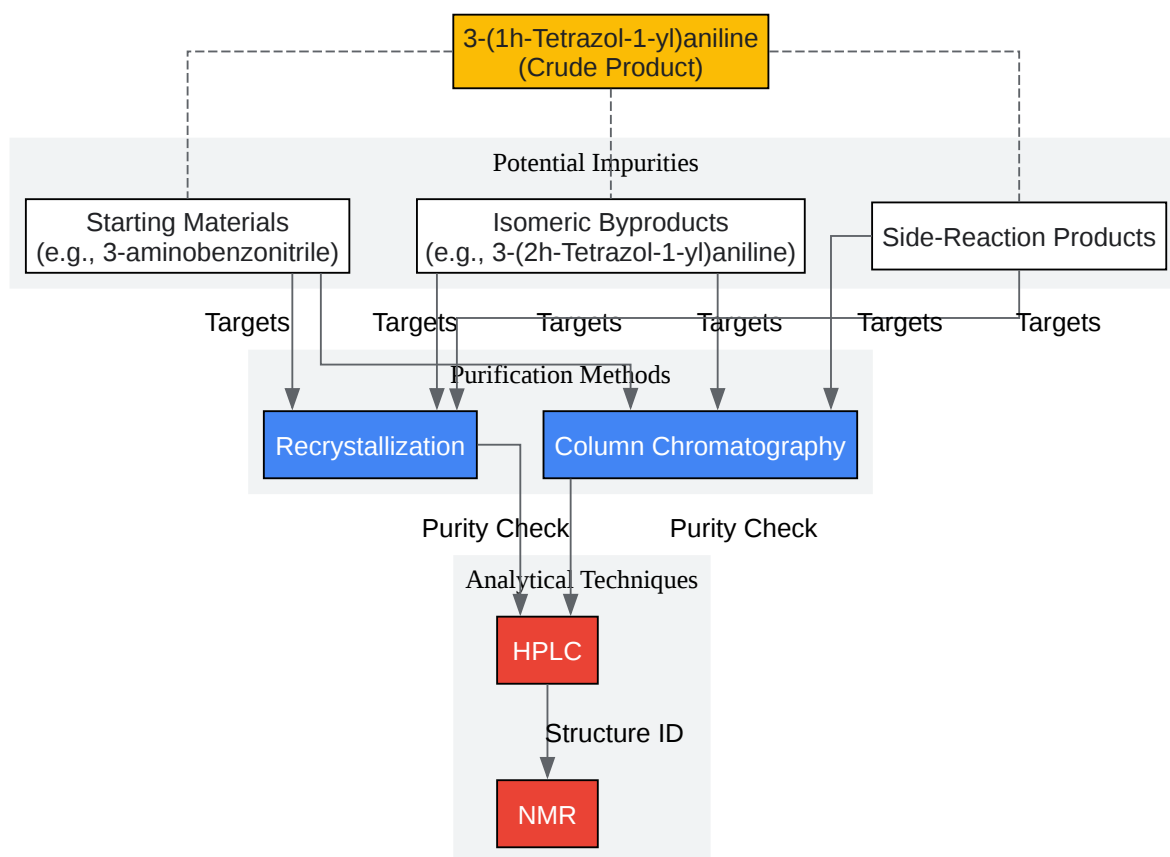 3-(1h-Tetrazol-1-yl)aniline
(Crude Product)
Potential Impurities
Starting Materials
(e.g., 3-aminobenzonitrile)
Isomeric Byproducts
(e.g., 3-(2h-Tetrazol-1-yl)aniline)
Side-Reaction Products
Targets
Targets
Targets
Targets
Targets
Targets
Purification Methods
Recrystallization
Column Chromatography
Purity Check
Purity Check
Analytical Techniques
HPLC
Structure ID
NMR